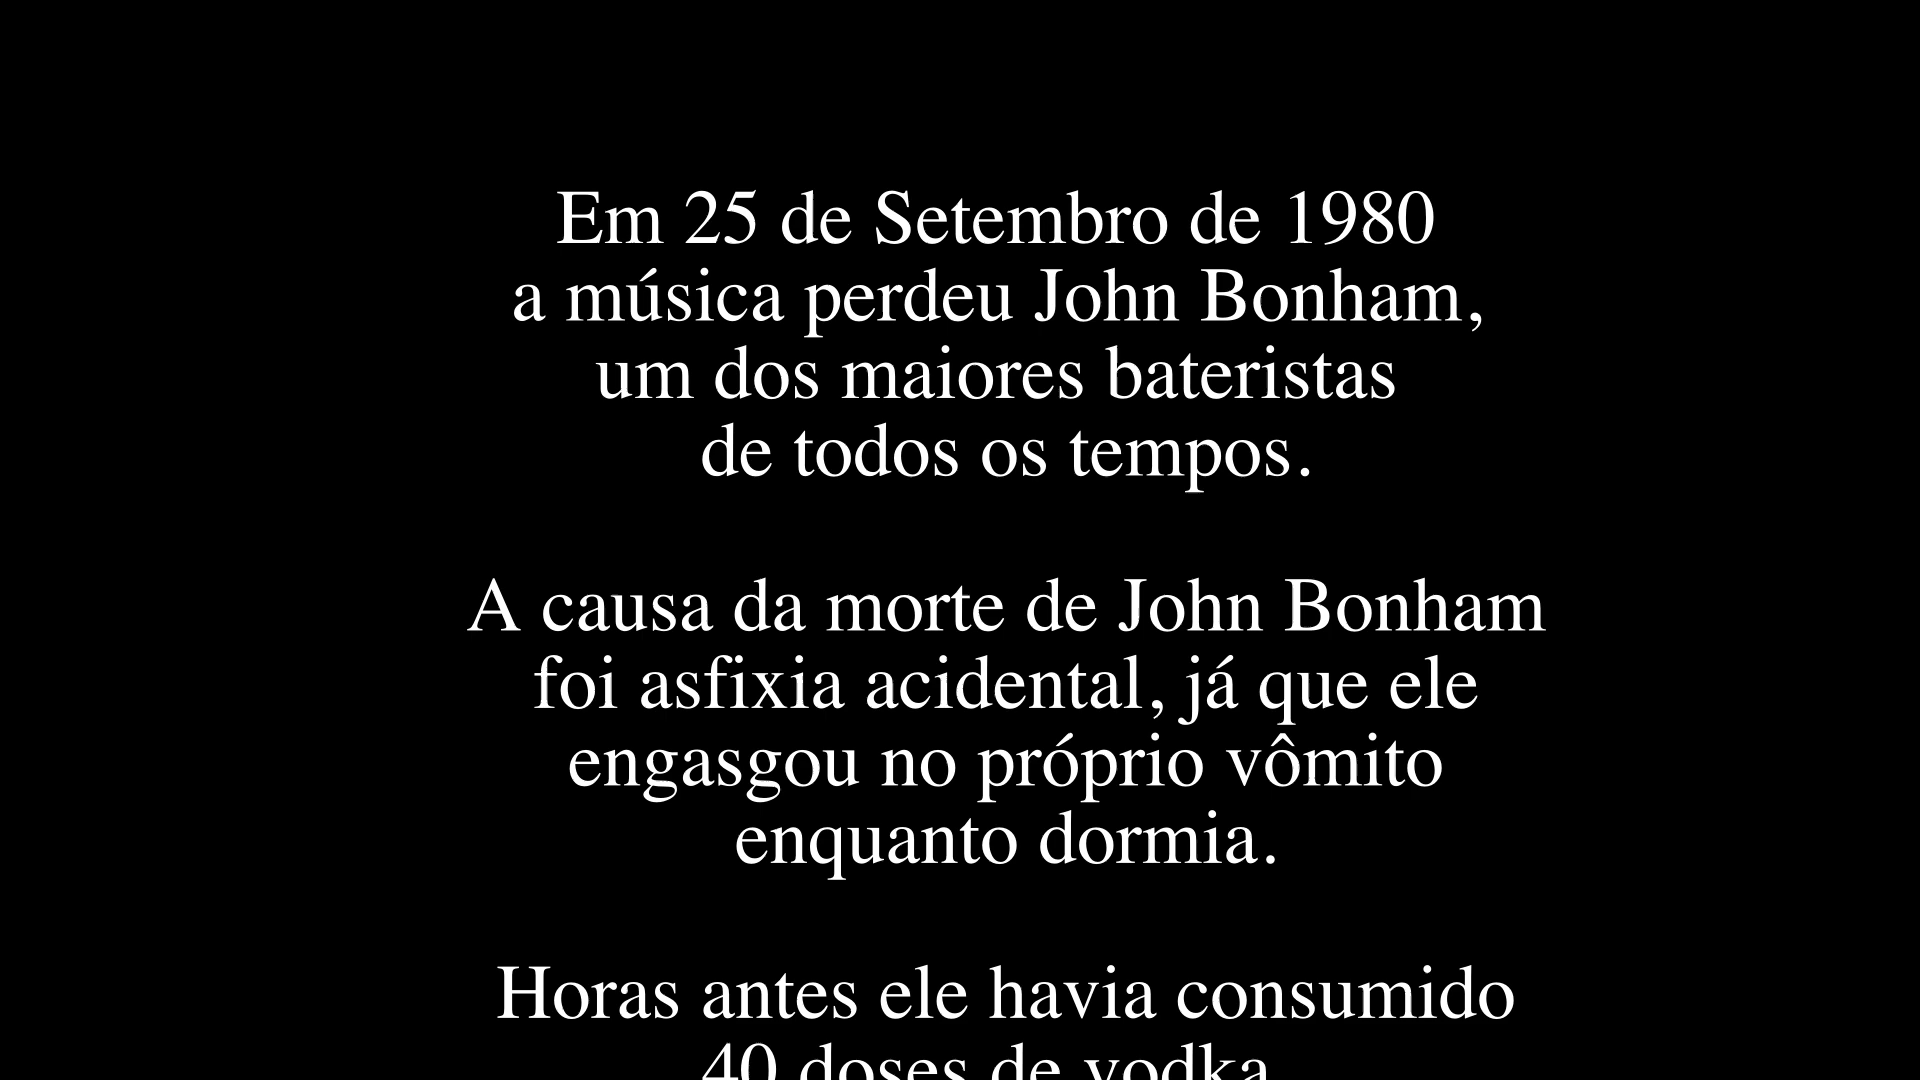 Em 25 de Setembro de 1980
a música perdeu John Bonham,
um dos maiores bateristas
de todos os tempos.
A causa da morte de John Bonham
foi asfixia acidental, já que ele
engasgou no próprio vômito
enquanto dormia.
Horas antes ele havia consumido
40 doses de vodka